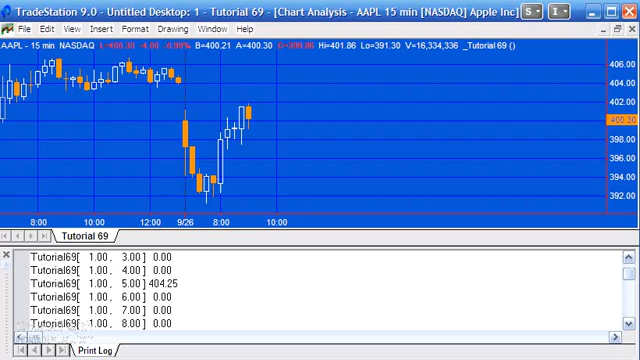 TradeStation 9.0 - Untitled Desktop: 1 - Tutorial 69 - [Chart Analysis - AAPL 15 min [NASDAQ] Apple Inc] S I
File Edit View Insert Format Drawing Window Help
AAPL - 15 min NASDAQ L=400.30 -4.00 -0.99% B=400.21 A=400.30 O=399.86 Hi=401.86 Lo=391.30 V=16,334,336 _Tutorial 69 ()
406.00
404.00
402.00
400.30
398.00
396.00
394.00
392.00
8:00 10:00 12:00 9/26 8:00 10:00
Tutorial 69
Tutorial69[ 1.00 , 3.00] 0.00
Tutorial69[ 1.00 , 4.00] 0.00
Tutorial69[ 1.00 , 5.00] 404.25
Tutorial69[ 1.00 , 6.00] 0.00
Tutorial69[ 1.00 , 7.00] 0.00
Tutorial69[ 1.00 , 8.00] 0.00
Print Log